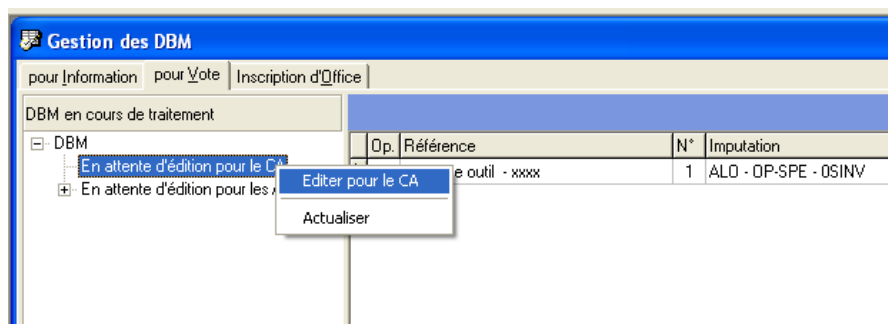 Gestion des DBM
pour Information pour Vote Inscription d'Office
DBM en cours de traitement
Op. Référence N° Imputation
DBM
En attente d'édition pour le CA
e outil - xxxx 1 ALO - OP-SPE - 0SINV
En attente d'édition pour les
Editer pour le CA
Actualiser